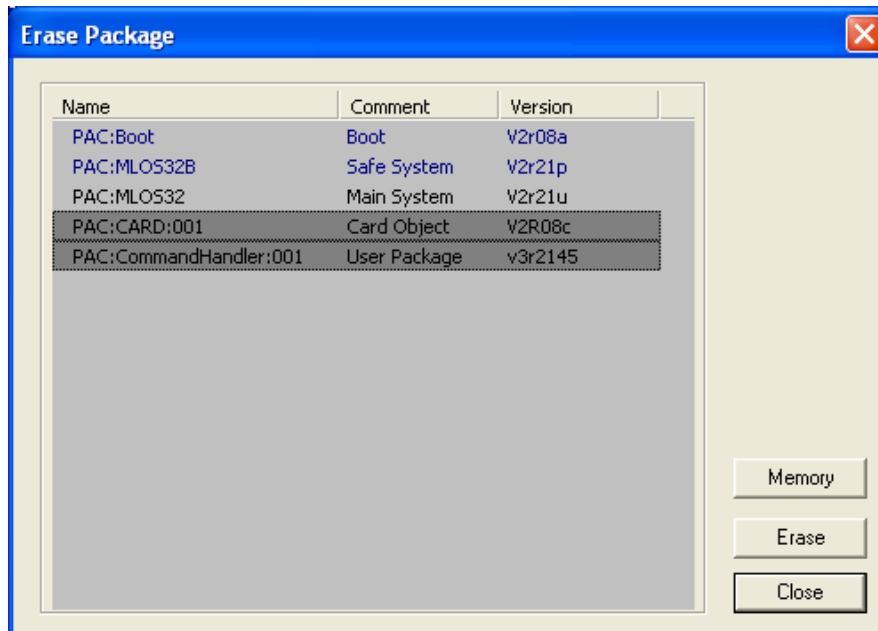 Erase Package
Name Comment Version
PAC:Boot Boot V2r08a
PAC:MLOS32B Safe System V2r21p
PAC:MLOS32 Main System V2r21u
PAC:CARD:001 Card Object V2R08c
PAC:CommandHandler:001 User Package v3r2145
Memory
Erase
Close